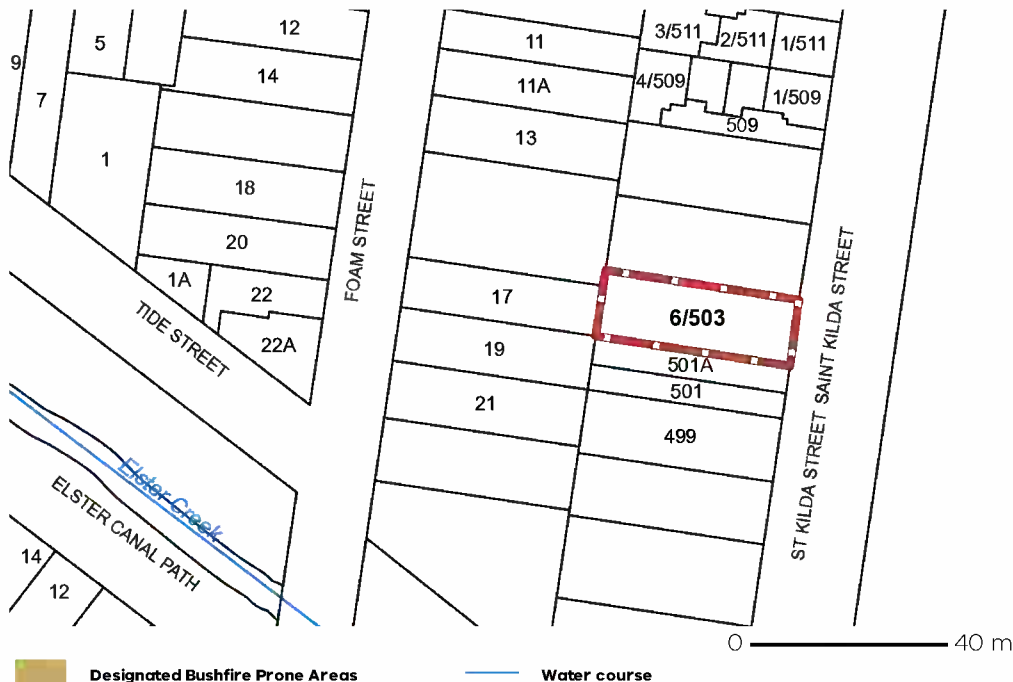 12
3/511
2/511
1/511
5
11
9
14
4/509
11A
7
1/509
509
13
1
18
FOAM STREET
20
1A
22
17
6/503
TIDE STREET
22A
19
501A
501
21
499
ST KILDA STREET SAINT KILDA STREET
Elster Creek
ELSTER CANAL PATH
14
12
0 40 m
Designated Bushfire Prone Areas Water course